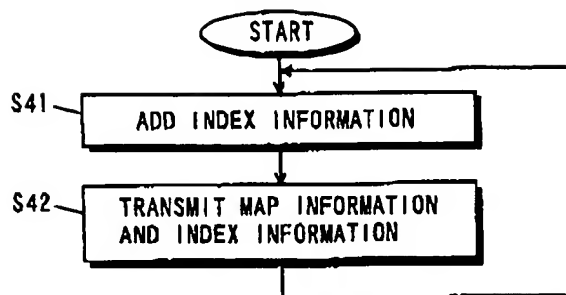 START
S41
ADD INDEX INFORMATION
S42
TRANSMIT MAP INFORMATION
AND INDEX INFORMATION